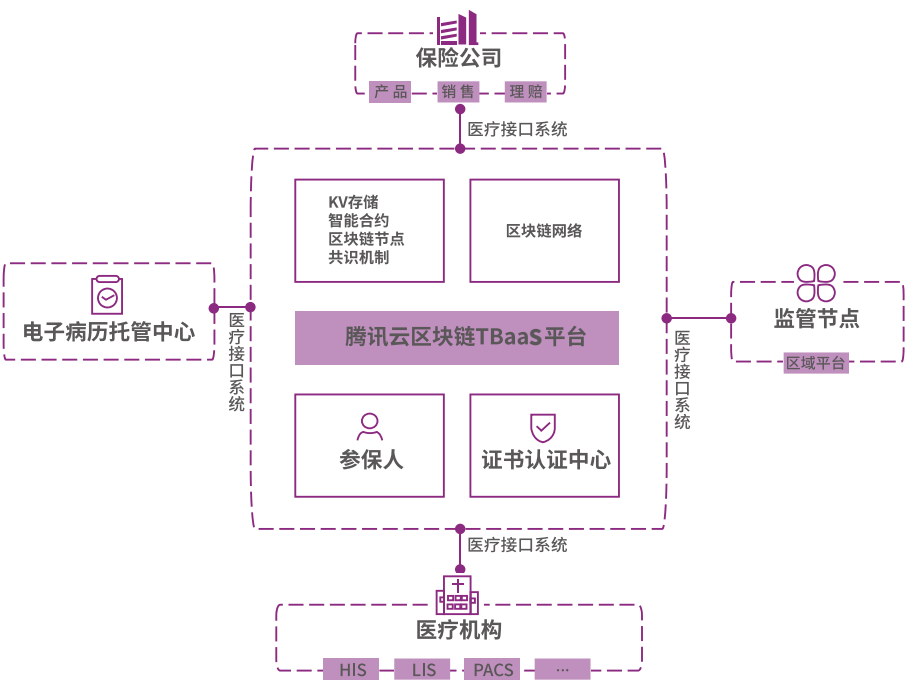 保险公司
产品
销售
理赔
医疗接口系统
KV存储
智能合约
区块链节点
共识机制
区块链网络
电子病历托管中心
医疗接口系统
腾讯云区块链TBaaS平台
监管节点
区域平台
医疗接口系统
参保人
证书认证中心
医疗接口系统
医疗机构
HIS
LIS
PACS
···